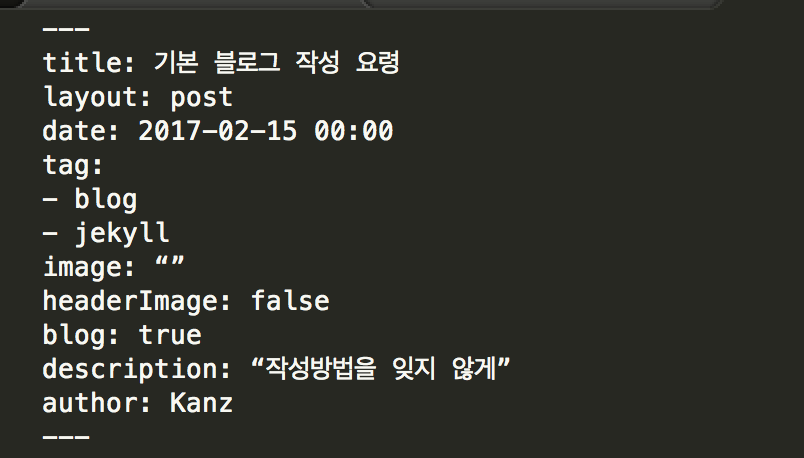 ---
title: 기본 블로그 작성 요령
layout: post
date: 2017-02-15 00:00
tag:
- blog
- jekyll
image: “”
headerImage: false
blog: true
description: “작성방법을 잊지 않게”
author: Kanz
---